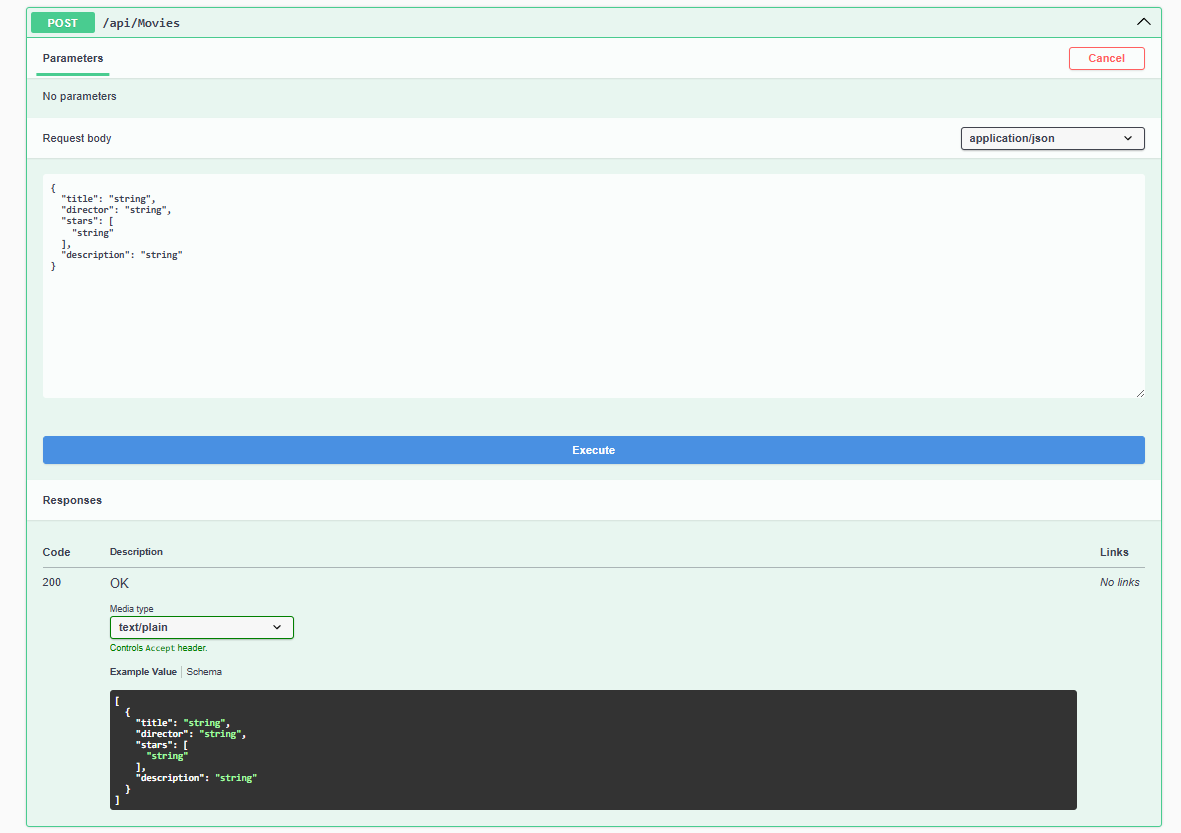 POST /api/Movies
Parameters Cancel
No parameters
Request body application/json
{
  "title": "string",
  "director": "string",
  "stars": [
    "string"
  ],
  "description": "string"
}
Execute
Responses
Code Description Links
200 OK No links
Media type
text/plain
Controls Accept header.
Example Value Schema
[
  {
    "title": "string",
    "director": "string",
    "stars": [
      "string"
    ],
    "description": "string"
  }
]